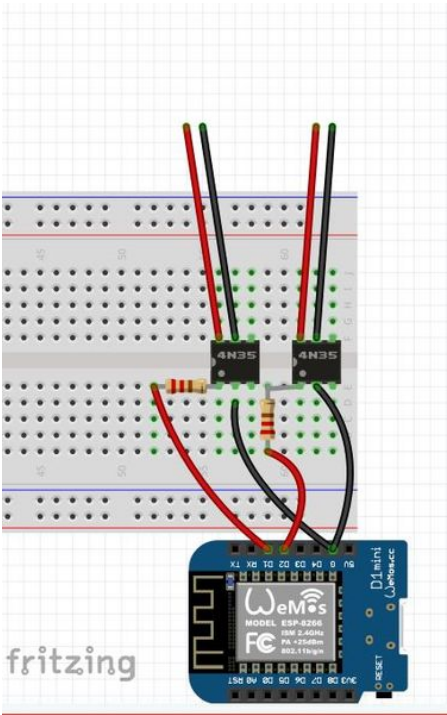 45
50
60
J
4N35
4N35
45
50
TX
RX
D1
D2
D3
D4
G
5V
D1 mini
WeMos.cc
WeMos
MODEL ESP-8266
ISM 2.4GHz
PA +25dBm
802.11b/g/n
FC
RST
A0
D0
D5
D6
D7
D8
3V3
RESET
fritzing